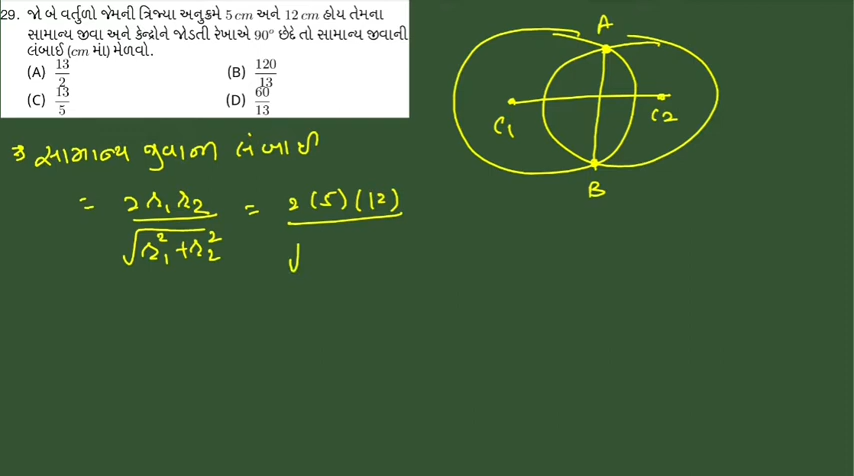 29. જો બે વર્તુળો જેમની ત્રિજ્યા અનુક્રમે 5 cm અને 12 cm હોય તેમના
સામાન્ય જીવા અને કેન્દ્રોને જોડતી રેખાએ 90° છેદે તો સામાન્ય જીવાની
લંબાઈ (cm માં) મેળવો.
(A) 13/2 (B) 120/13
(C) 13/5 (D) 60/13
સામાન્ય જીવાની લંબાઈ
= 2r₁r₂/√(r₁² + r₂²) = 2(5)(12)/√
A
C1 C2
B